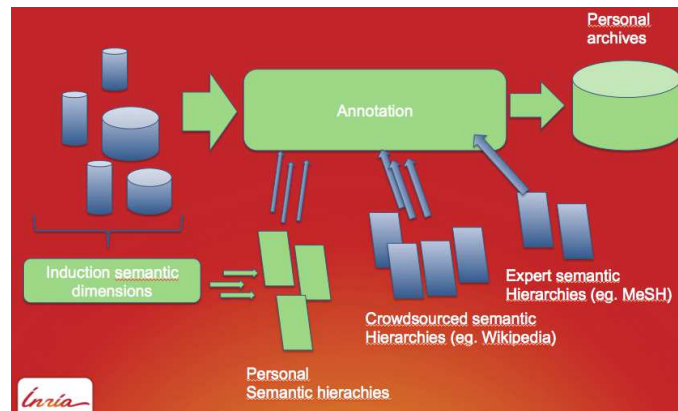 Personal
archives
Annotation
Induction semantic
dimensions
Expert semantic
Hierarchies (eg. MeSH)
Crowdsourced semantic
Hierarchies (eg. Wikipedia)
Personal
Semantic hierachies
Inria